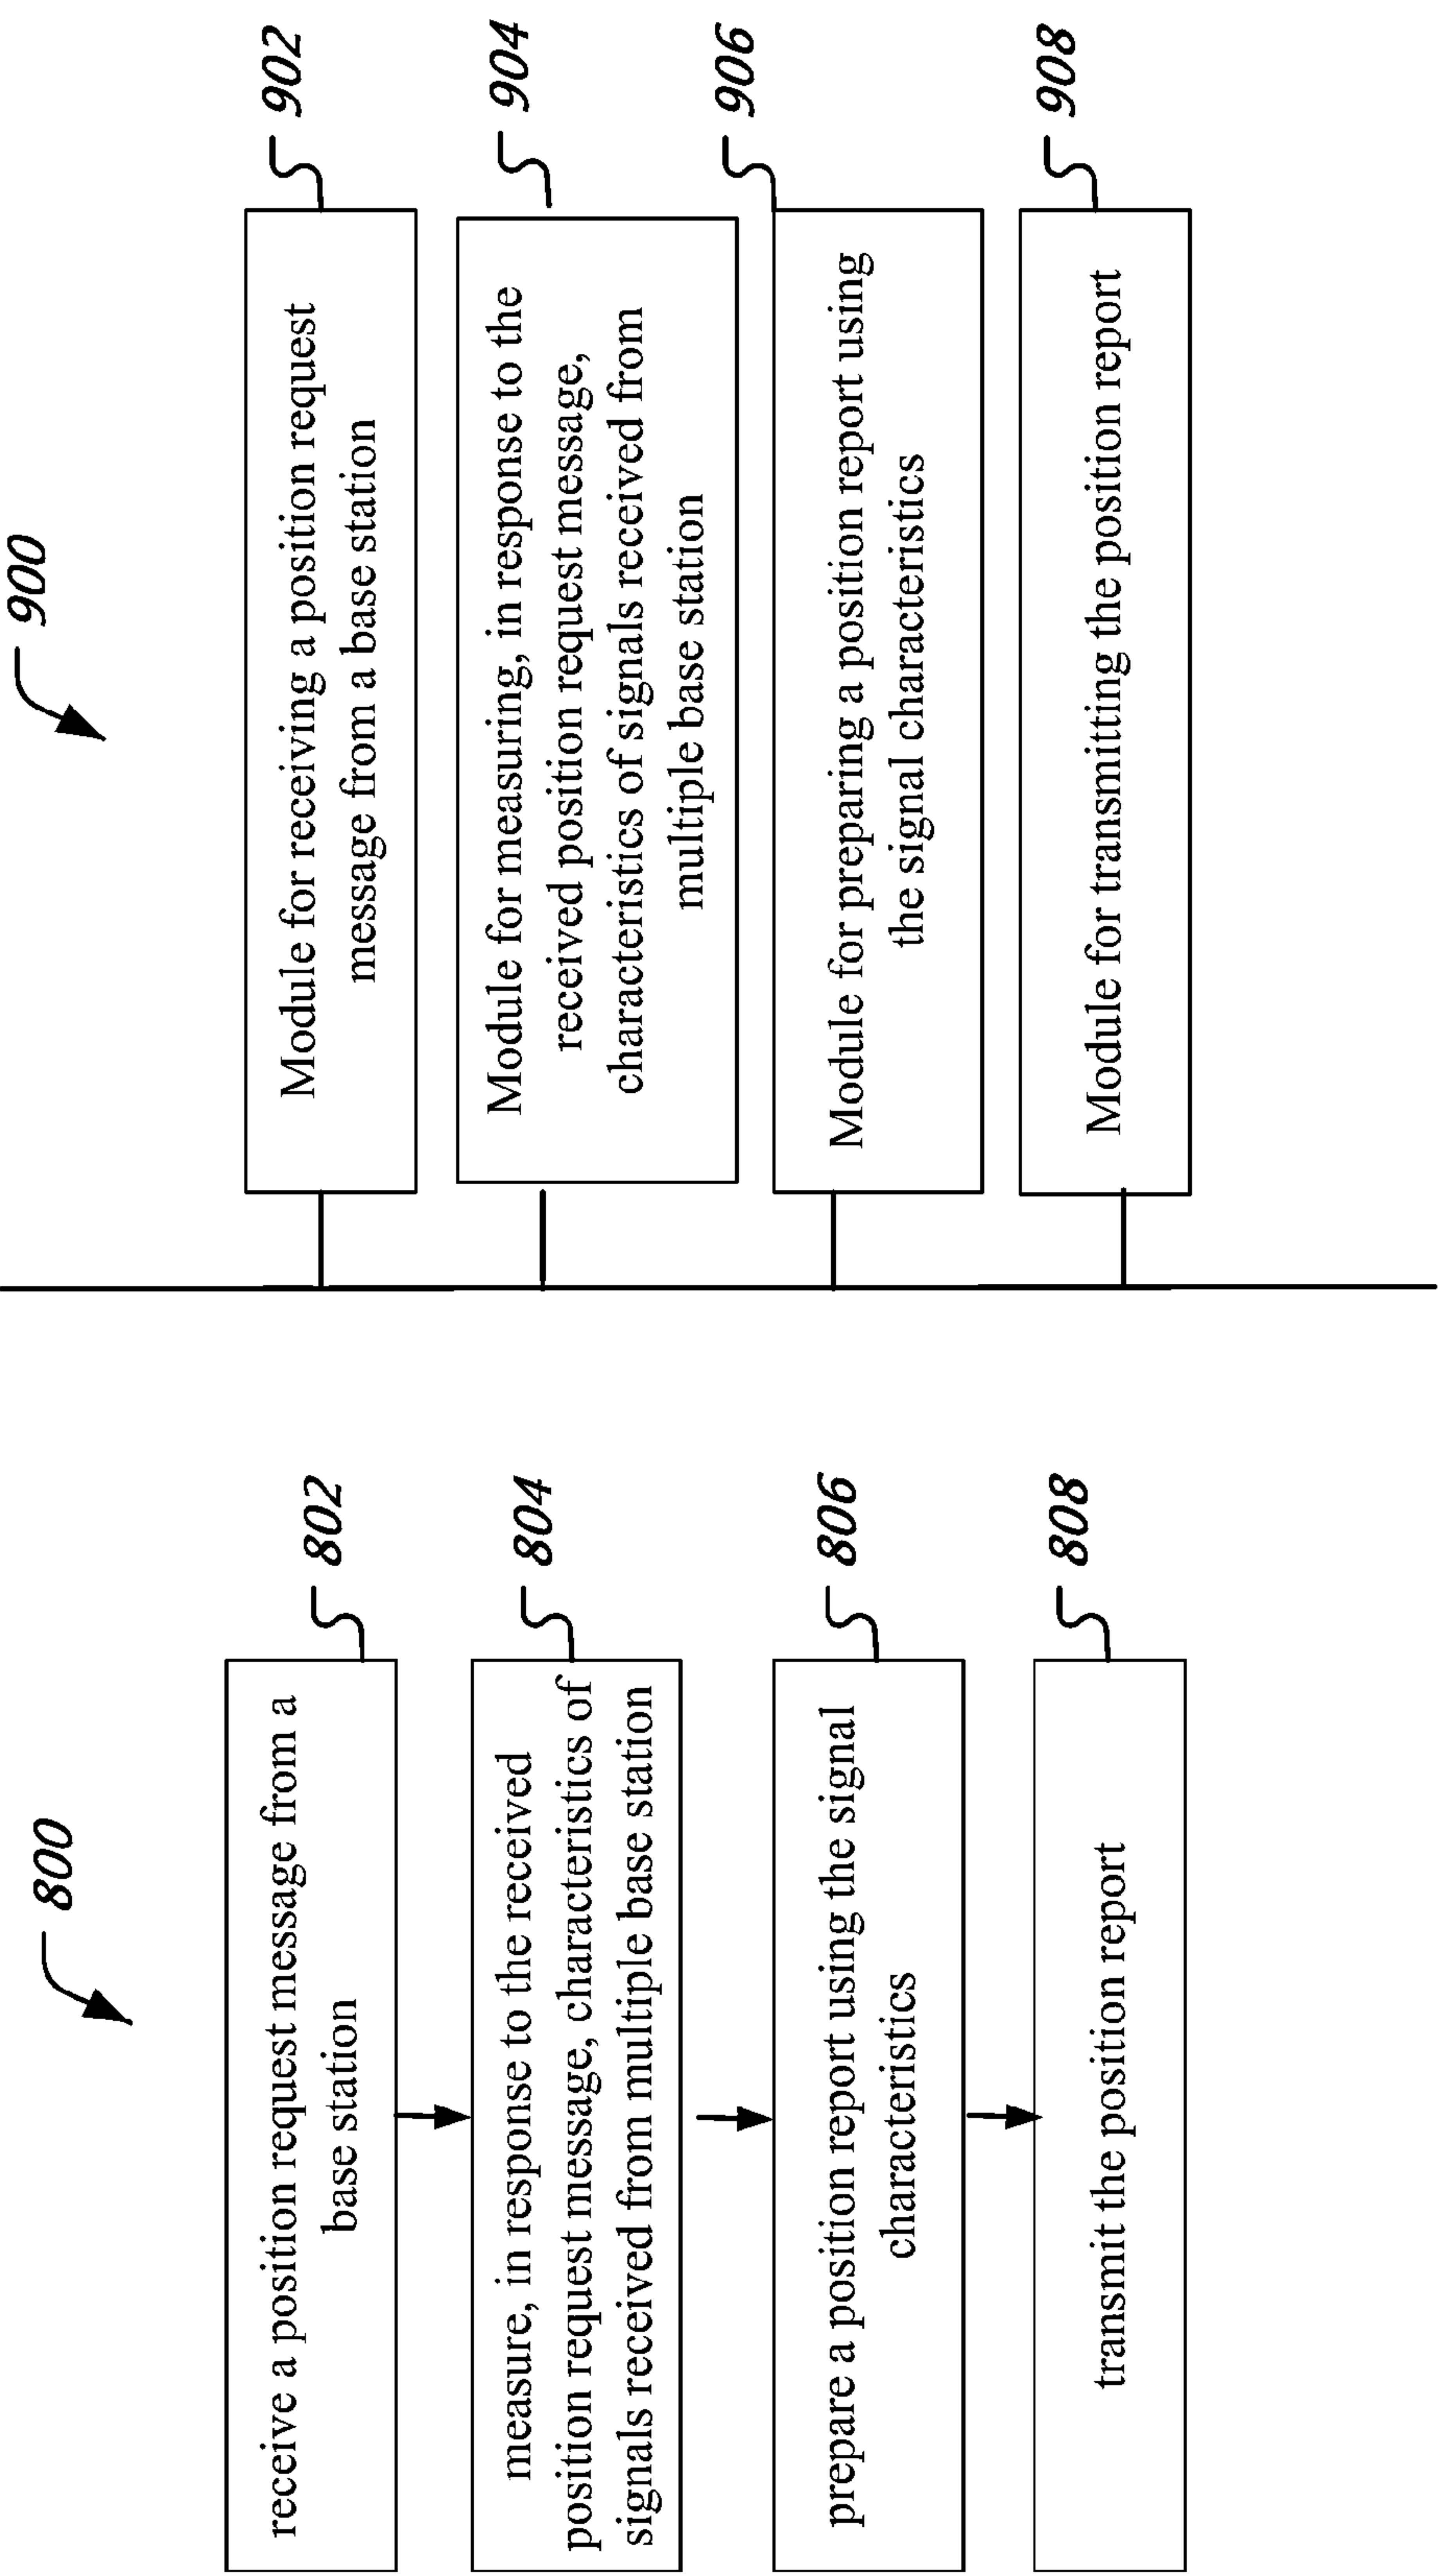 800
receive a position request message from a
base station
802
measure, in response to the received
position request message, characteristics of
signals received from multiple base station
804
prepare a position report using the signal
characteristics
806
transmit the position report
808
900
Module for receiving a position request
message from a base station
902
Module for measuring, in response to the
received position request message,
characteristics of signals received from
multiple base station
904
Module for preparing a position report using
the signal characteristics
906
Module for transmitting the position report
908